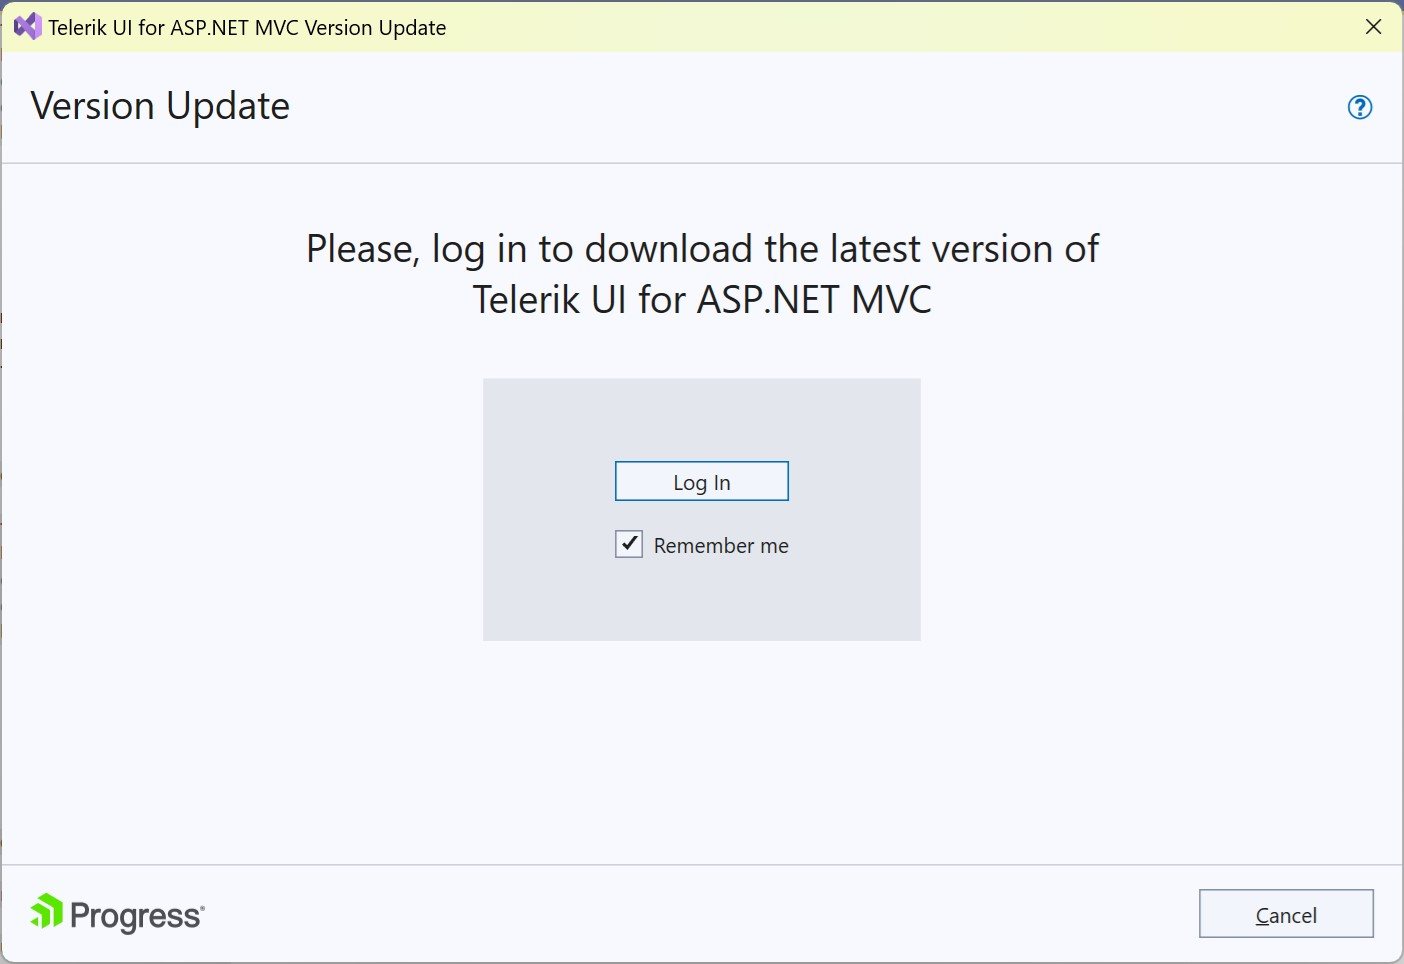 Telerik UI for ASP.NET MVC Version Update
Version Update
?
Please, log in to download the latest version of
Telerik UI for ASP.NET MVC
Log In
Remember me
Progress®
Cancel